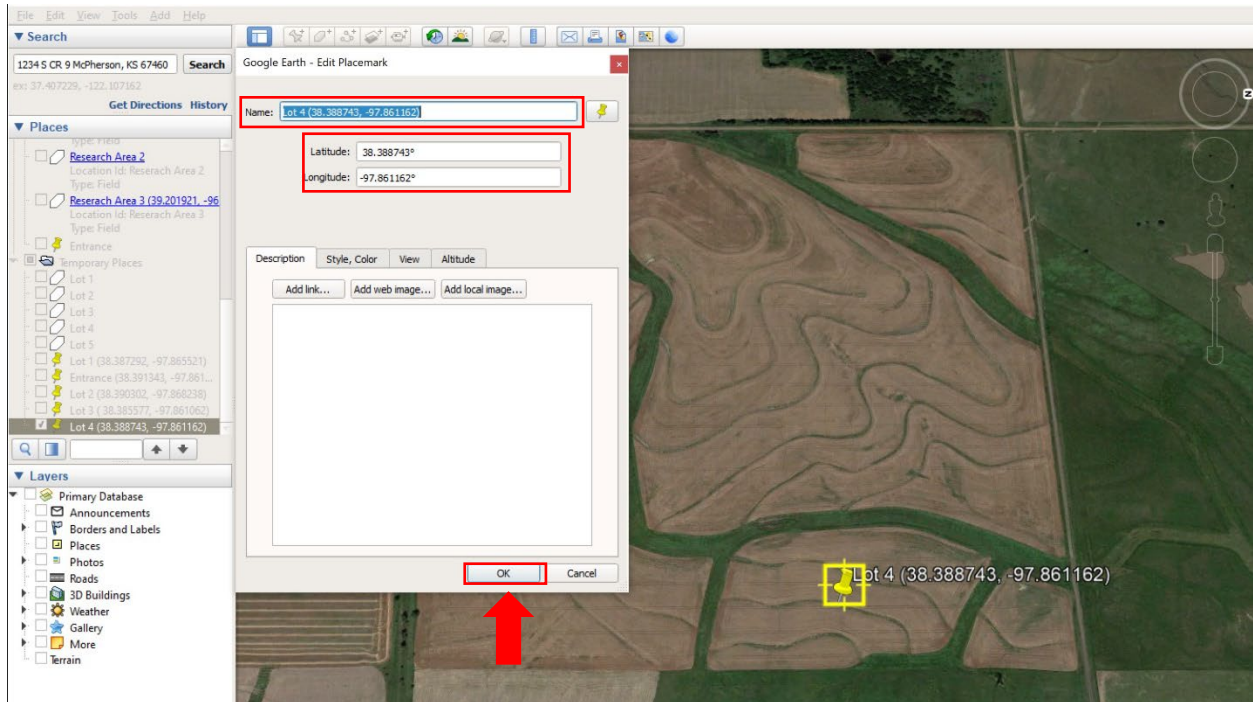 File Edit View Tools Add Help
Search
1234 S CR 9 McPherson, KS 67460 Search
ex: 37.407229, -122.107162
Get Directions History
Places
Type: Field
Research Area 2
Location Id: Reserach Area 2
Type: Field
Reserach Area 3 (39.201921, -96
Location Id: Reserach Area 3
Type: Field
Entrance
Temporary Places
Lot 1
Lot 2
Lot 3
Lot 4
Lot 5
Lot 1 (38.387292, -97.865521)
Entrance (38.391343, -97.861...
Lot 2 (38.390302, -97.868238)
Lot 3 ( 38.385577, -97.861062)
Lot 4 (38.388743, -97.861162)
Layers
Primary Database
Announcements
Borders and Labels
Places
Photos
Roads
3D Buildings
Weather
Gallery
More
Terrain
Google Earth - Edit Placemark
Name: Lot 4 (38.388743, -97.861162)
Latitude: 38.388743°
Longitude: -97.861162°
Description Style, Color View Altitude
Add link... Add web image... Add local image...
OK Cancel
Lot 4 (38.388743, -97.861162)
N